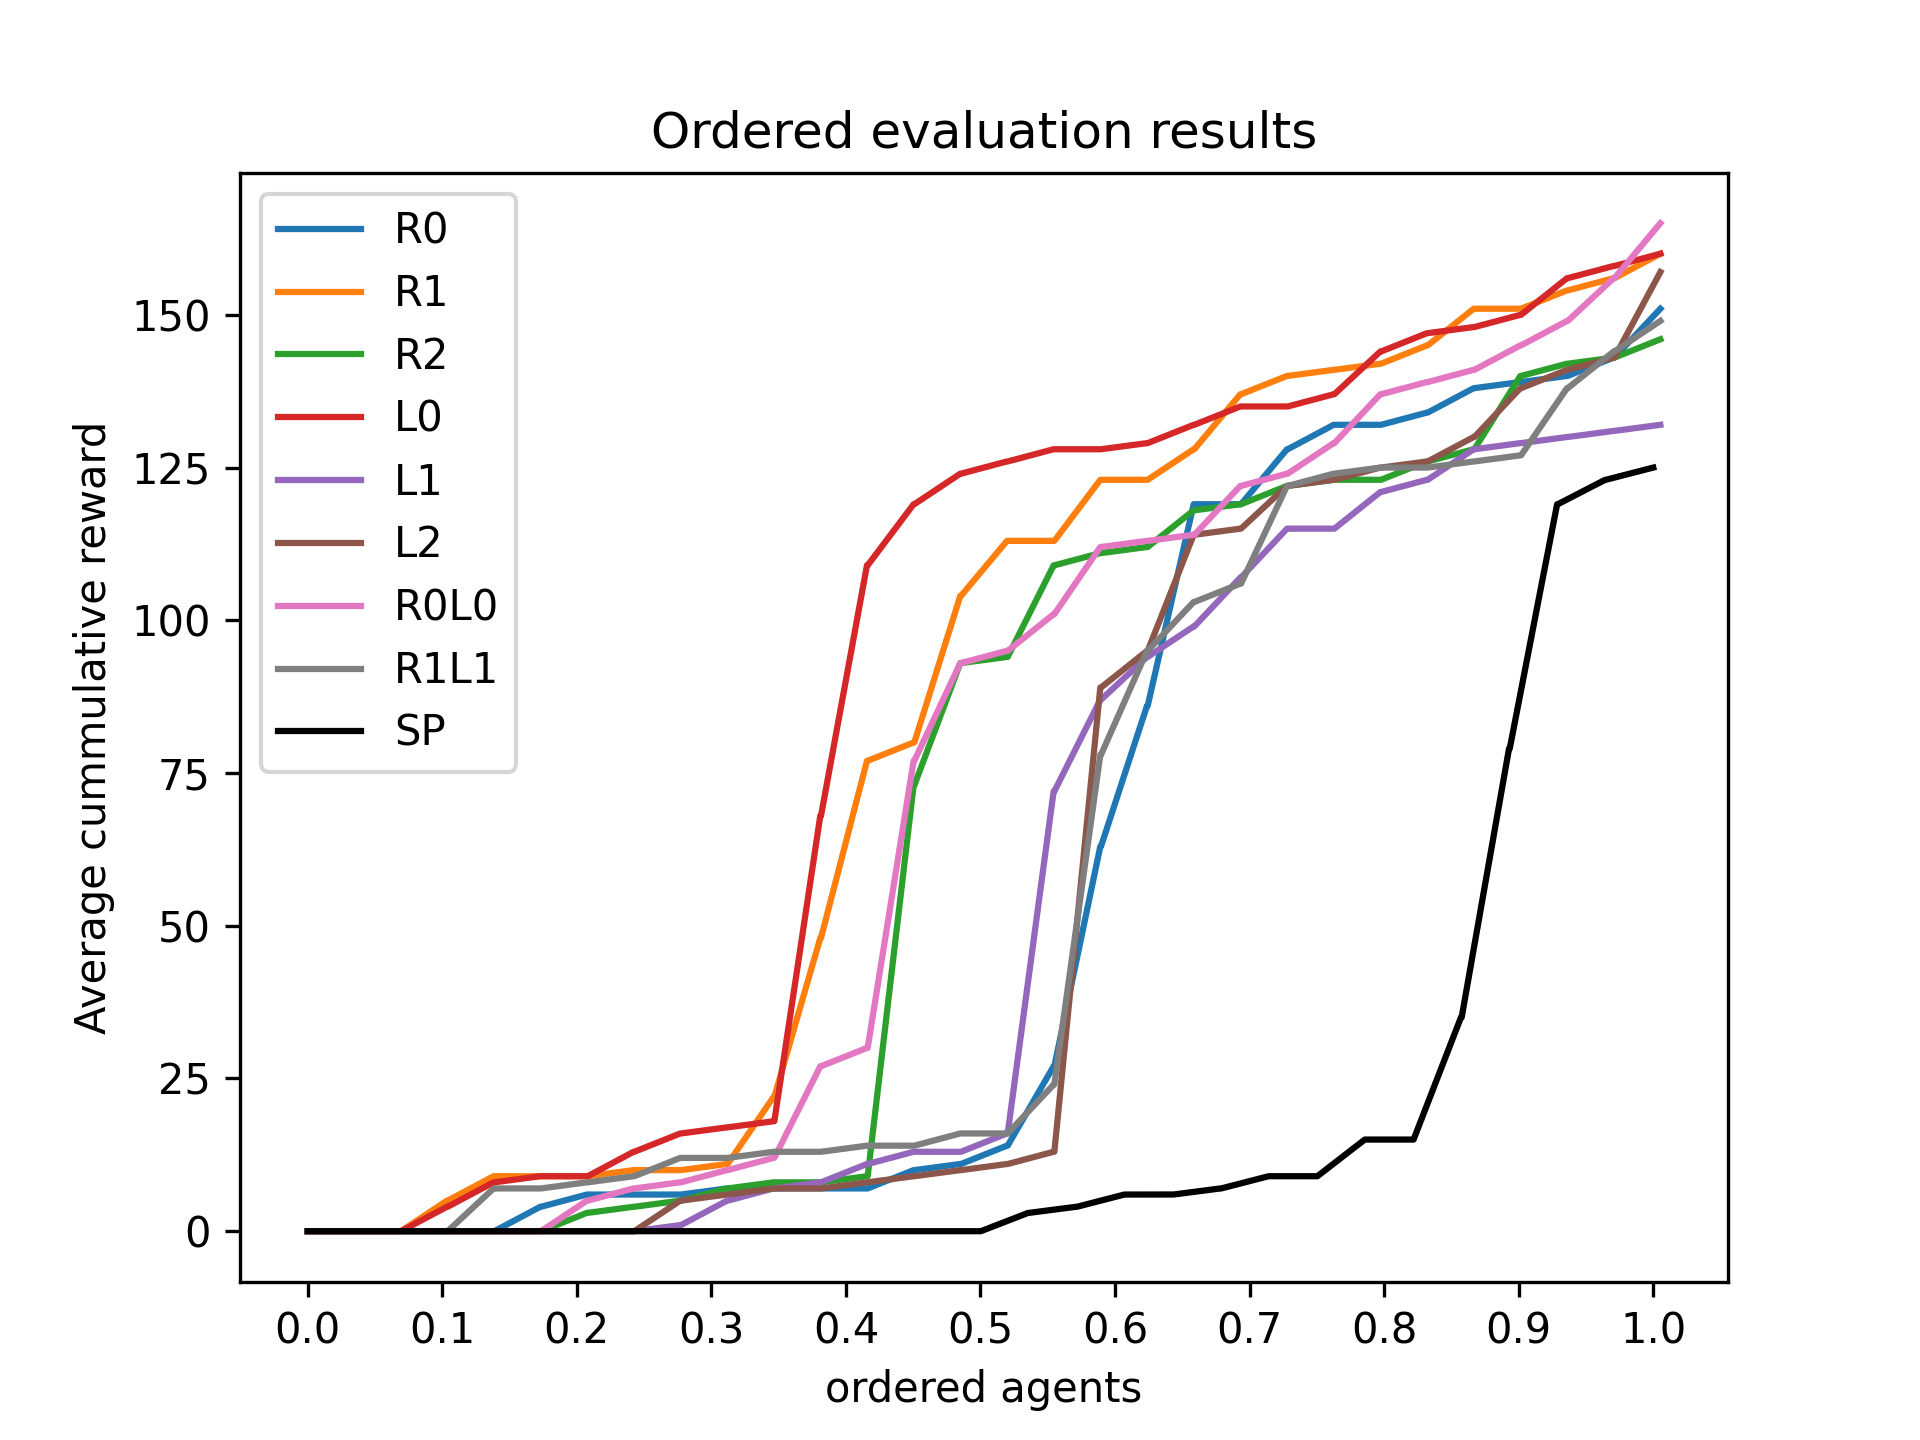 Ordered evaluation results
R0
R1
R2
L0
L1
L2
R0L0
R1L1
SP
Average cummulative reward
150
125
100
75
50
25
0
0.0 0.1 0.2 0.3 0.4 0.5 0.6 0.7 0.8 0.9 1.0
ordered agents